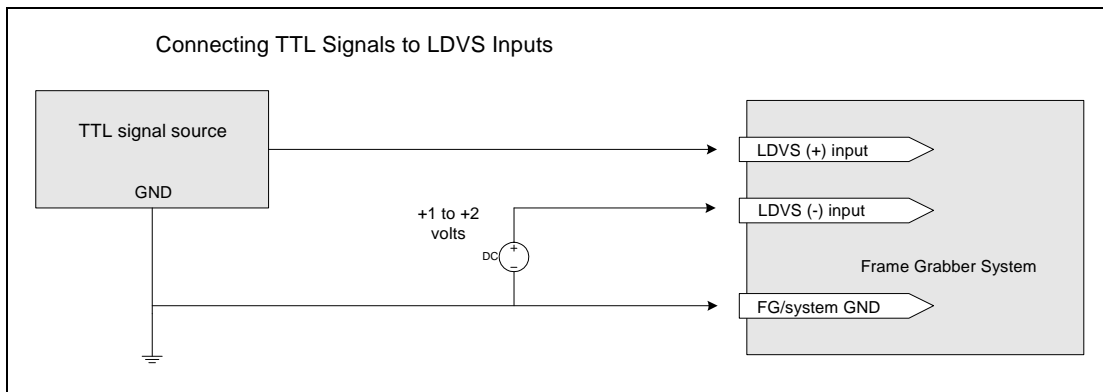 Connecting TTL Signals to LDVS Inputs
TTL signal source
GND
LDVS (+) input
+1 to +2
volts
LDVS (-) input
+
DC
−
Frame Grabber System
FG/system GND